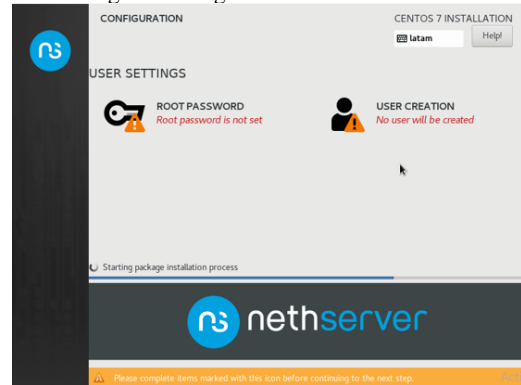 CONFIGURATION
CENTOS 7 INSTALLATION
latam
Help!
ns
USER SETTINGS
ROOT PASSWORD
Root password is not set
USER CREATION
No user will be created
Starting package installation process
ns nethserver
Please complete items marked with this icon before continuing to the next step.